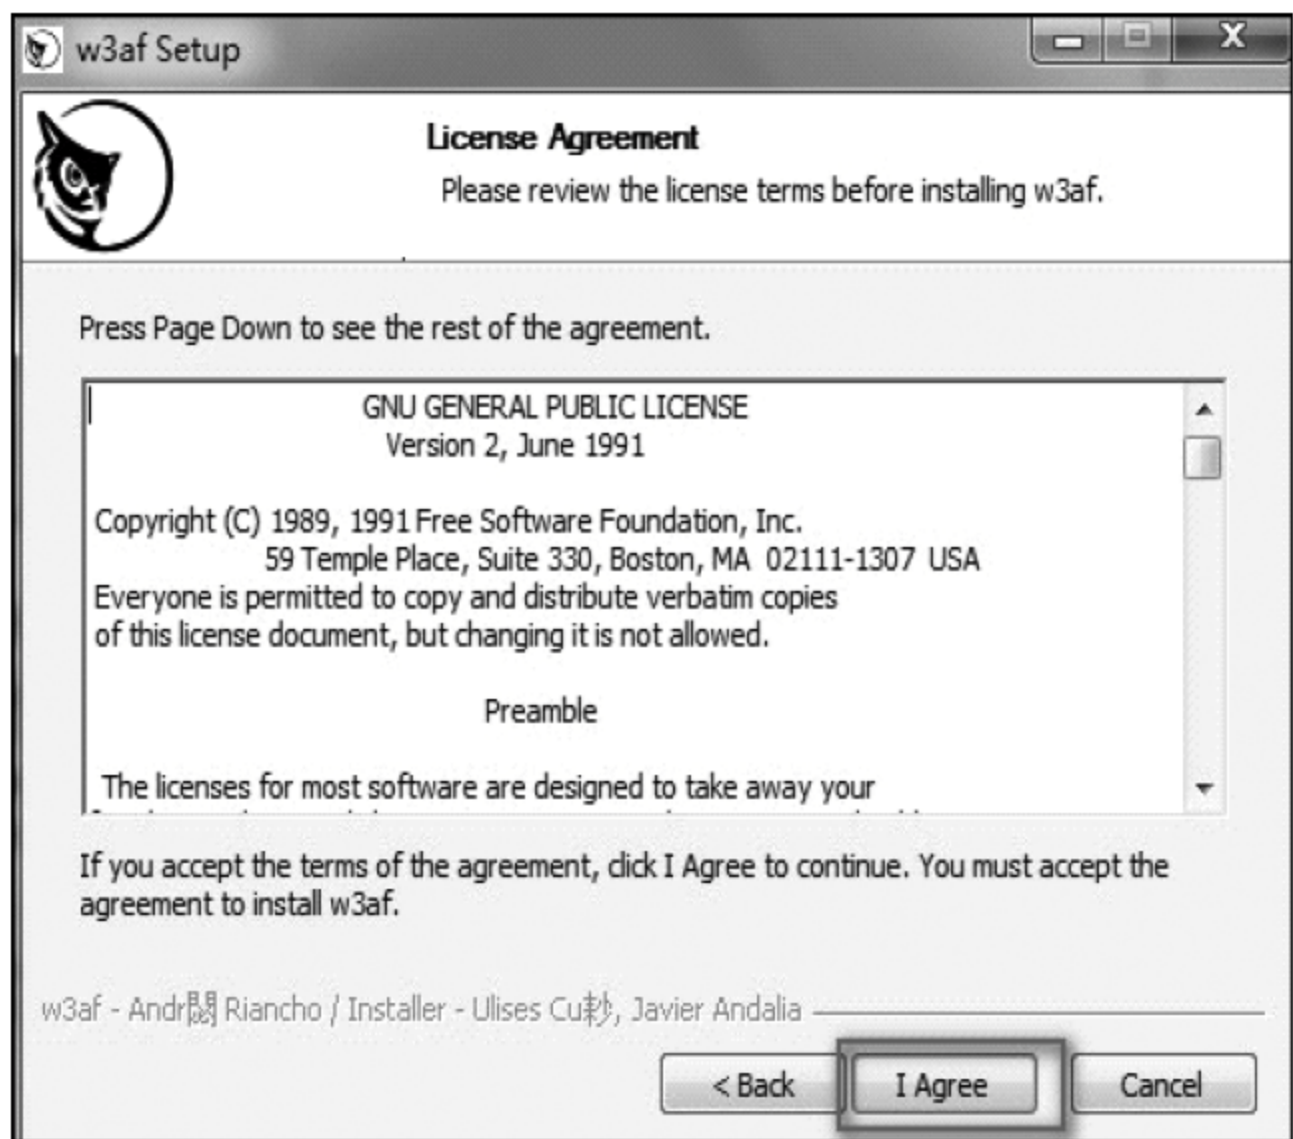 w3af Setup
License Agreement
Please review the license terms before installing w3af.
Press Page Down to see the rest of the agreement.
GNU GENERAL PUBLIC LICENSE
Version 2, June 1991
Copyright (C) 1989, 1991 Free Software Foundation, Inc.
59 Temple Place, Suite 330, Boston, MA 02111-1307 USA
Everyone is permitted to copy and distribute verbatim copies
of this license document, but changing it is not allowed.
Preamble
The licenses for most software are designed to take away your
If you accept the terms of the agreement, click I Agree to continue. You must accept the
agreement to install w3af.
w3af - Andr Riancho / Installer - Ulises Cu, Javier Andalia
< Back
I Agree
Cancel